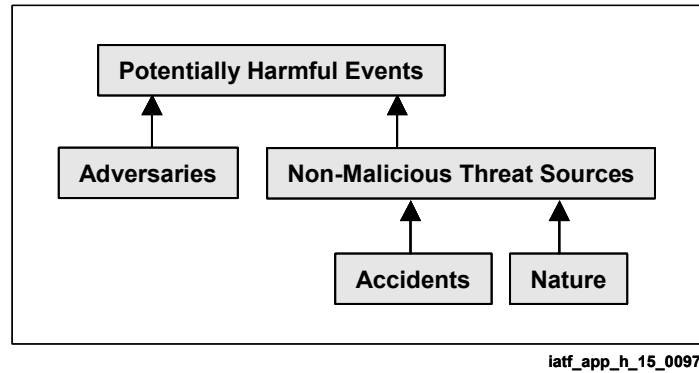 Potentially Harmful Events
Adversaries
Non-Malicious Threat Sources
Accidents
Nature
iatf_app_h_15_0097